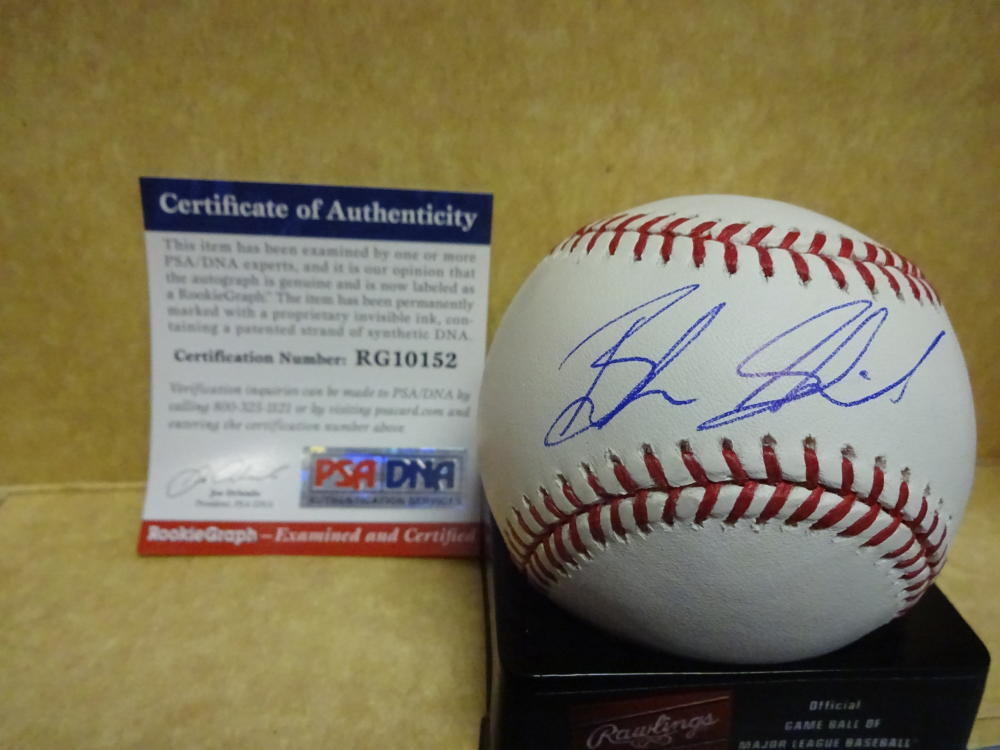 Certificate of Authenticity
This item has been examined by one or more
PSA/DNA experts, and it is our opinion that
the autograph is genuine and is now labeled as
a RookieGraph.™ The item has been permanently
marked with a proprietary invisible ink, con-
taining a patented strand of synthetic DNA.
Certification Number: RG10152
Verification inquiries can be made to PSA/DNA by
calling 800-325-1121 or by visiting psacard.com and
entering the certification number above
PSA DNA
AUTHENTICATION SERVICES
Joe Orlando
President, PSA/DNA
RookieGraph – Examined and Certified
Rawlings
Official
GAME BALL OF
MAJOR LEAGUE BASEBALL